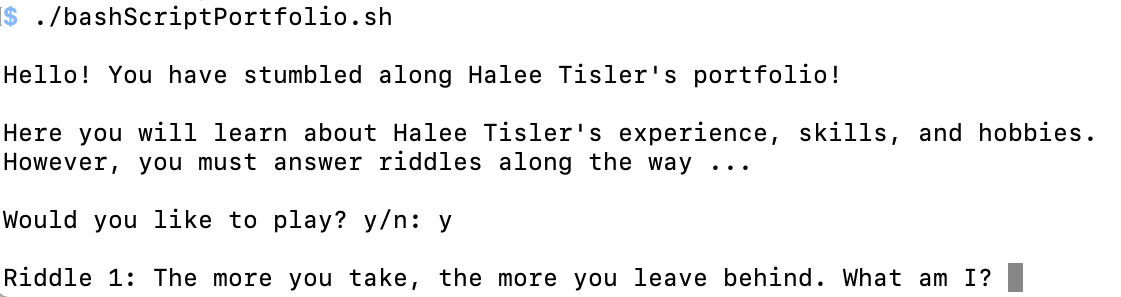 $ ./bashScriptPortfolio.sh
Hello! You have stumbled along Halee Tisler's portfolio!
Here you will learn about Halee Tisler's experience, skills, and hobbies.
However, you must answer riddles along the way ...
Would you like to play? y/n: y
Riddle 1: The more you take, the more you leave behind. What am I?